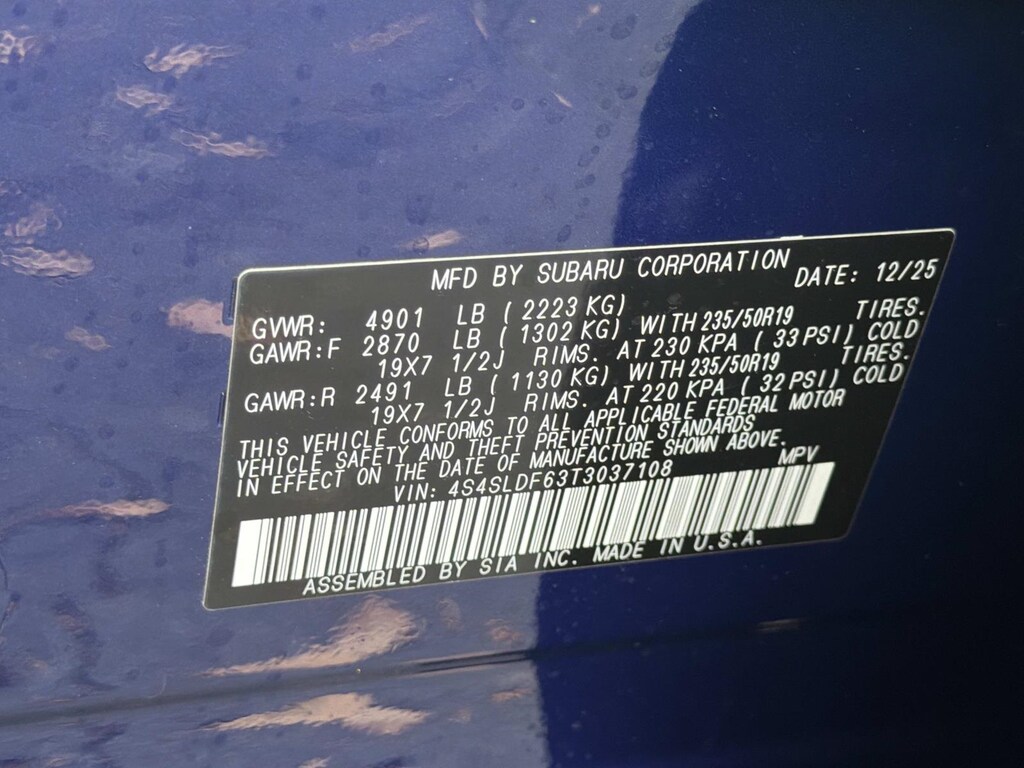 MFD BY SUBARU CORPORATION DATE: 12/25
GVWR: 4901 LB ( 2223 KG)
GAWR:F 2870 LB ( 1302 KG) WITH 235/50R19 TIRES.
19X7 1/2J RIMS. AT 230 KPA ( 33 PSI) COLD
GAWR:R 2491 LB ( 1130 KG) WITH 235/50R19 TIRES.
19X7 1/2J RIMS. AT 220 KPA ( 32 PSI) COLD
THIS VEHICLE CONFORMS TO ALL APPLICABLE FEDERAL MOTOR
VEHICLE SAFETY AND THEFT PREVENTION STANDARDS
IN EFFECT ON THE DATE OF MANUFACTURE SHOWN ABOVE.
VIN: 4S4SLDF63T3037108 MPV
ASSEMBLED BY SIA INC. MADE IN U.S.A.